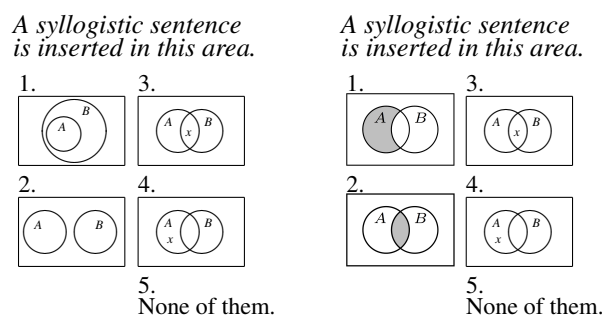 A syllogistic sentence
is inserted in this area.
1.
A
B
3.
A
x
B
2.
A
B
4.
A
x
B
5.
None of them.
A syllogistic sentence
is inserted in this area.
1.
A
B
3.
A
x
B
2.
A
B
4.
A
x
B
5.
None of them.